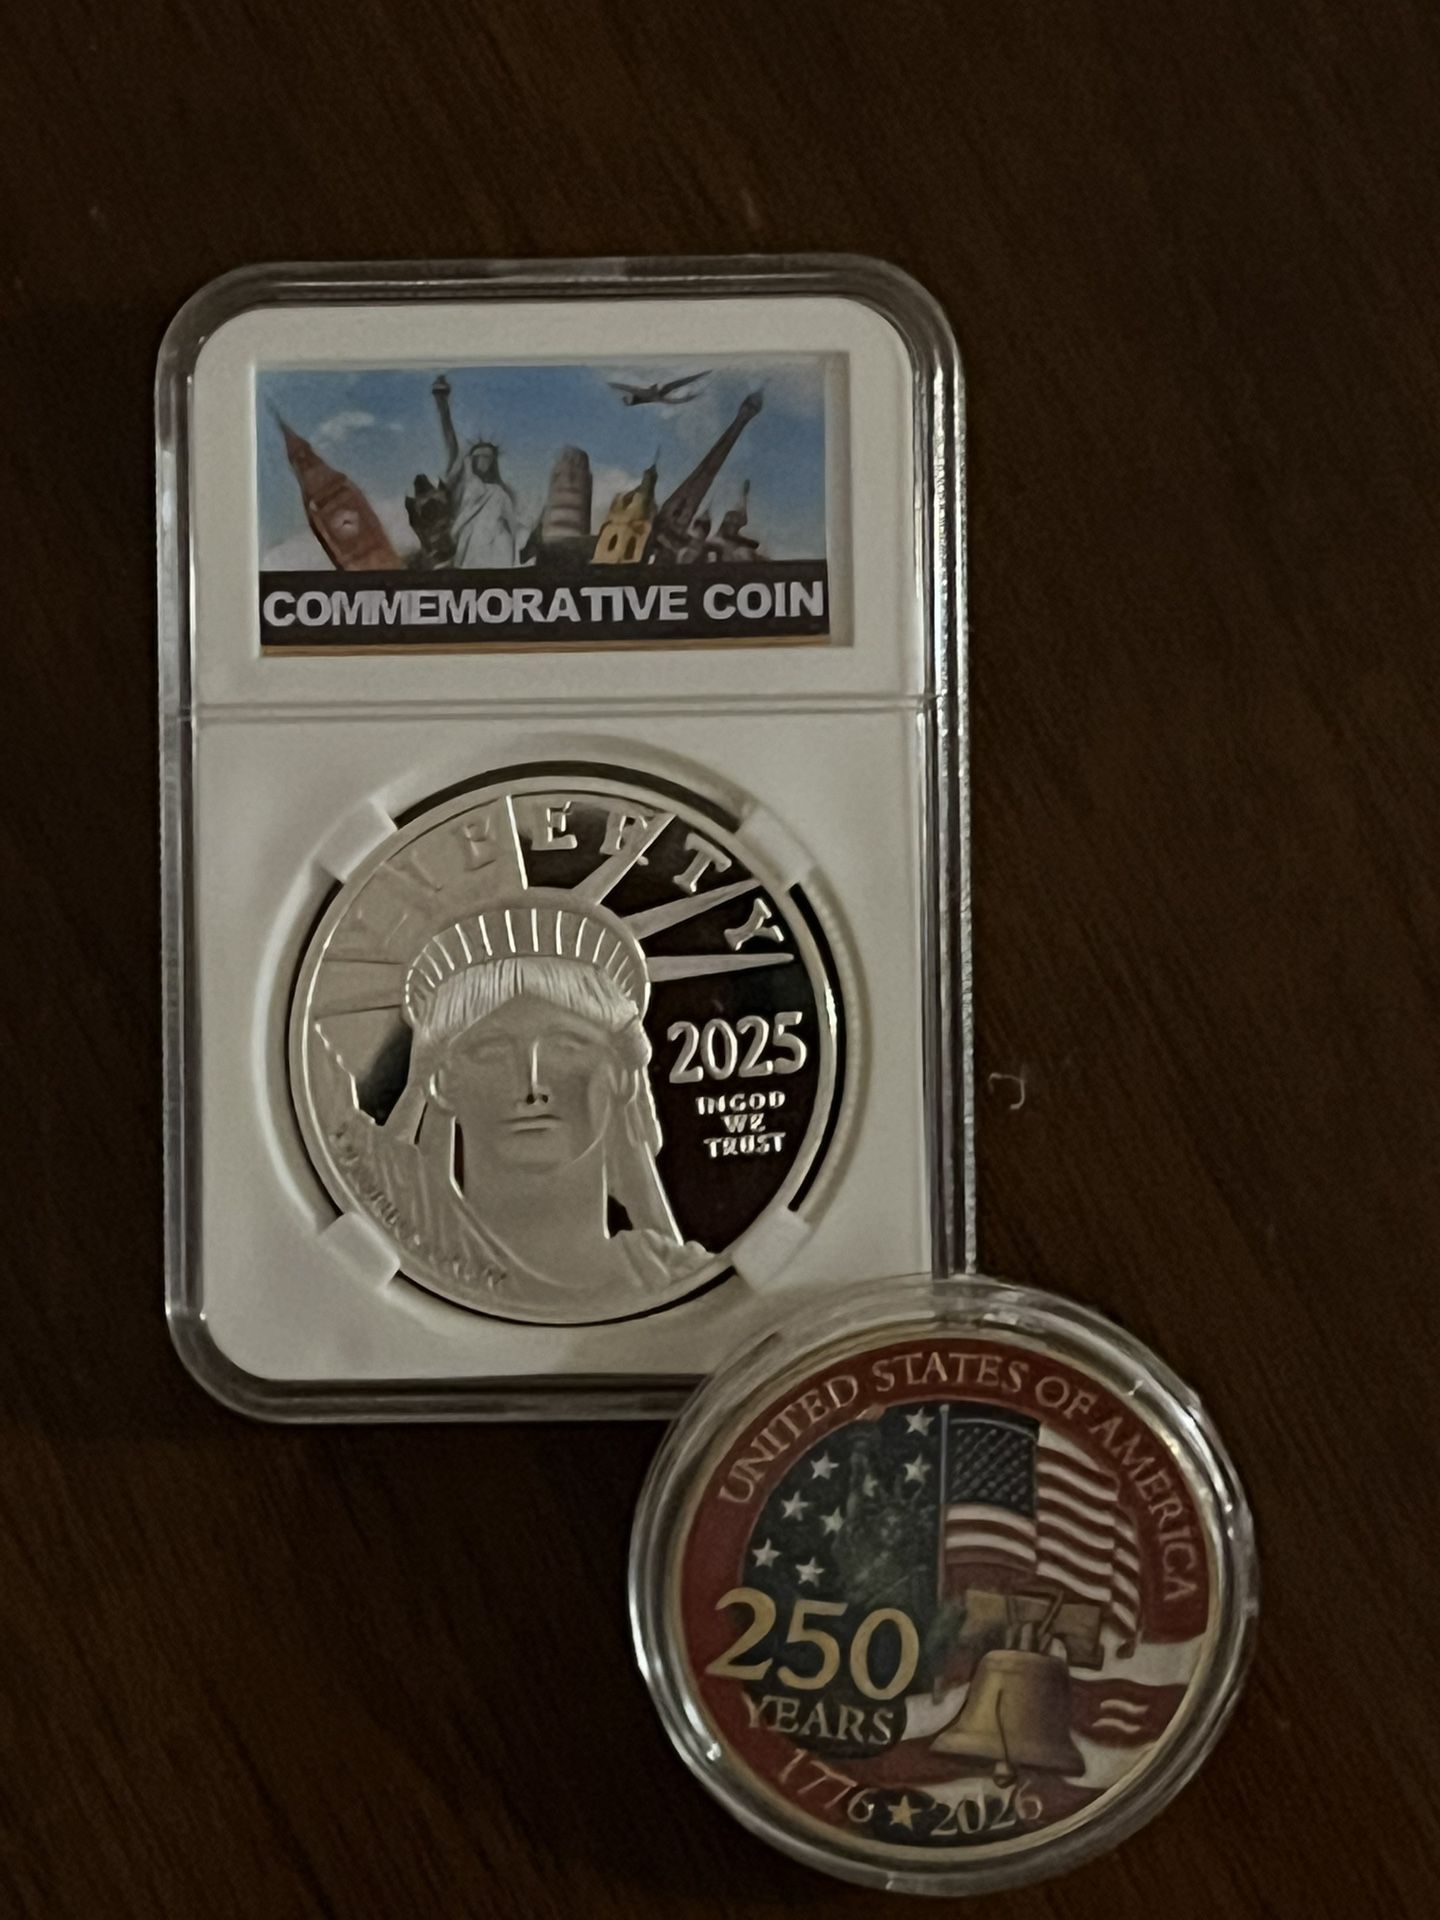 COMMEMORATIVE COIN
LIBERTY
2025
IN GOD
WE
TRUST
UNITED STATES OF AMERICA
250
YEARS
1776 ★ 2026